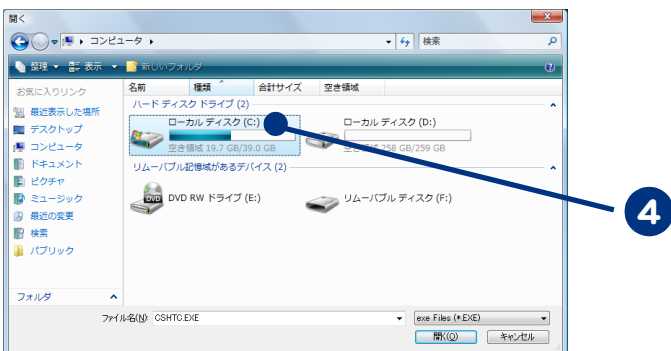 開く
コンピュータ
検索
整理 表示 新しいフォルダ
お気に入りリンク
最近表示した場所
デスクトップ
コンピュータ
ドキュメント
ピクチャ
ミュージック
最近の変更
検索
パブリック
フォルダ
名前 種類 合計サイズ 空き領域
ハード ディスク ドライブ (2)
ローカル ディスク (C:)
空き領域 19.7 GB/39.0 GB
ローカル ディスク (D:)
空き領域 258 GB/259 GB
リムーバブル記憶域があるデバイス (2)
DVD RW ドライブ (E:)
リムーバブル ディスク (F:)
ファイル名(N): CSHTC.EXE
exe Files (*.EXE)
開く(O) キャンセル
4